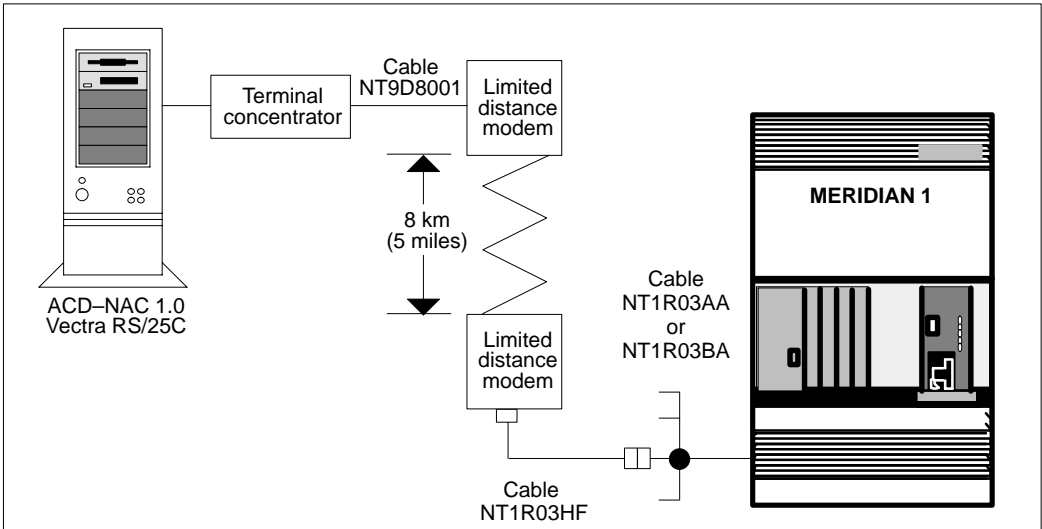 Cable
NT9D8001
Terminal
concentrator
Limited
distance
modem
MERIDIAN 1
8 km
(5 miles)
ACD–NAC 1.0
Vectra RS/25C
Cable
NT1R03AA
or
NT1R03BA
Limited
distance
modem
Cable
NT1R03HF